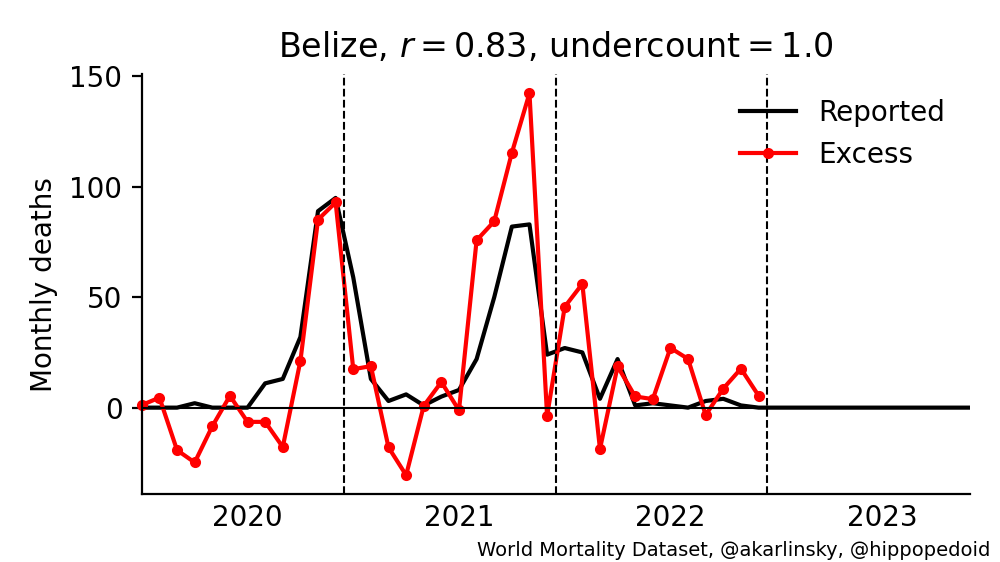 Belize, r = 0.83, undercount = 1.0
150
100
50
0
Monthly deaths
Reported
Excess
2020 2021 2022 2023
World Mortality Dataset, @akarlinsky, @hippopedoid